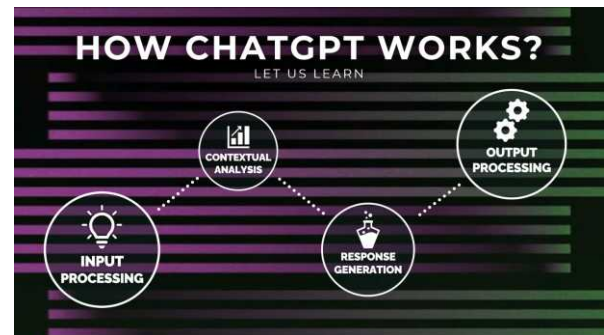 HOW CHATGPT WORKS?
LET US LEARN
INPUT
PROCESSING
CONTEXTUAL
ANALYSIS
RESPONSE
GENERATION
OUTPUT
PROCESSING